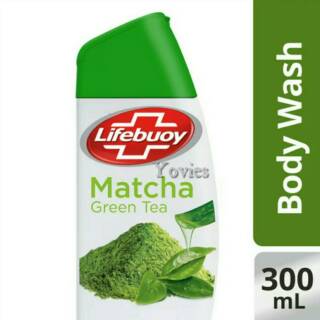 Lifebuoy
Yovies
Matcha
Green Tea
Body Wash
300
mL